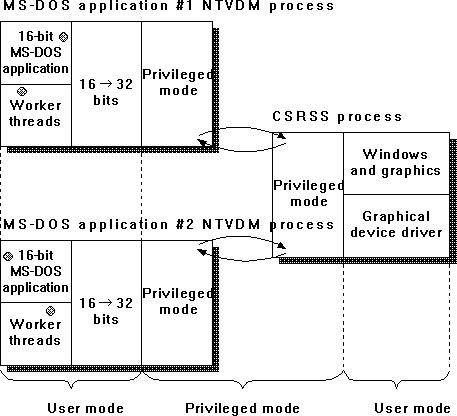 MS-DOS application #1 NTVDM process
16-bit
MS-DOS
application
Worker
threads
16→32
bits
Privileged
mode
CSRSS process
Privileged
mode
Windows
and graphics
Graphical
device driver
MS-DOS application #2 NTVDM process
16-bit
MS-DOS
application
Worker
threads
16→32
bits
Privileged
mode
User mode
Privileged mode
User mode